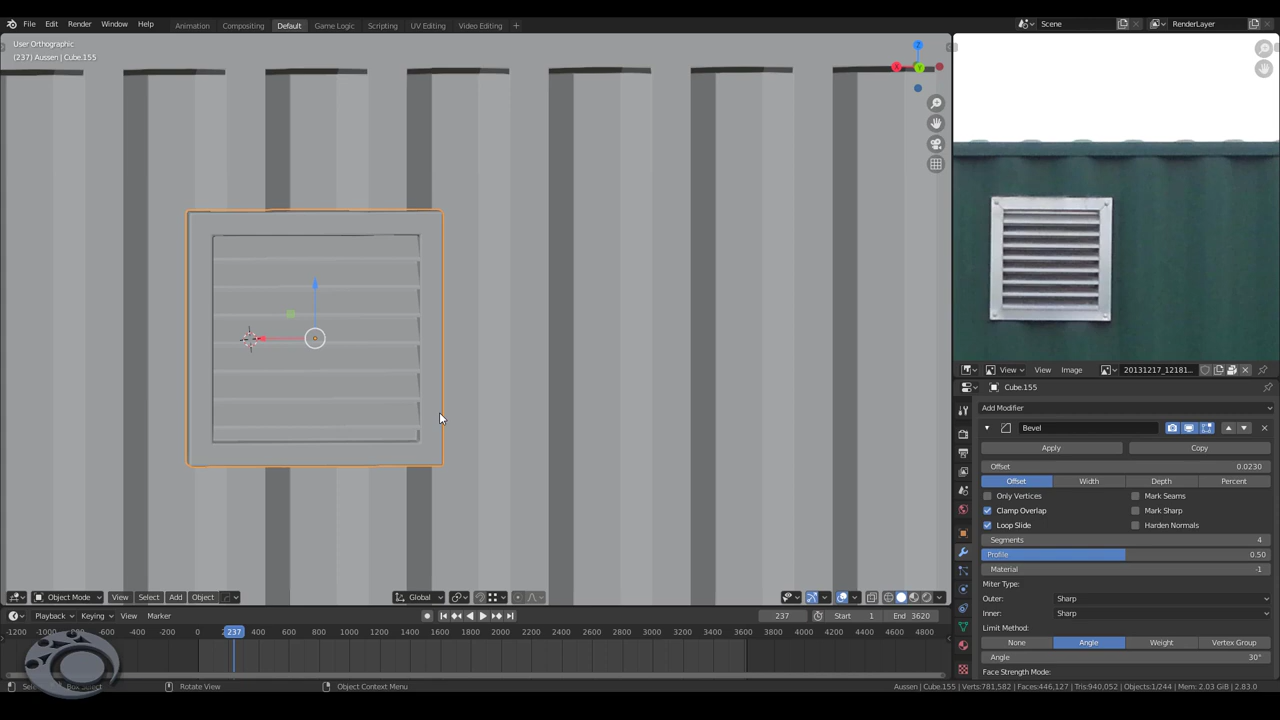 File Edit Render Window Help Animation Compositing Default Game Logic Scripting UV Editing Video Editing + Scene RenderLayer
User Orthographic
(237) Aussen | Cube.155
Z
X
Y
View View Image 20131217_12181...
Cube.155
Add Modifier
Bevel
Apply Copy
Offset 0.0230
Offset Width Depth Percent
Only Vertices Mark Seams
Clamp Overlap Mark Sharp
Loop Slide Harden Normals
Segments 4
Profile 0.50
Material -1
Miter Type:
Outer: Sharp
Inner: Sharp
Limit Method:
None Angle Weight Vertex Group
Angle 30°
Face Strength Mode:
Object Mode View Select Add Object Global
Playback Keying View Marker 237 Start 1 End 3620
-1200 -1000 -800 -600 -400 -200 0 237 400 600 800 1000 1200 1400 1600 1800 2000 2200 2400 2600 2800 3000 3200 3400 3600 3800 4000 4200 4400 4600 4800
Box Select Rotate View Object Context Menu Aussen | Cube.155 | Verts:781,582 | Faces:446,127 | Tris:940,052 | Objects:1/244 | Mem: 2.03 GiB | 2.83.0